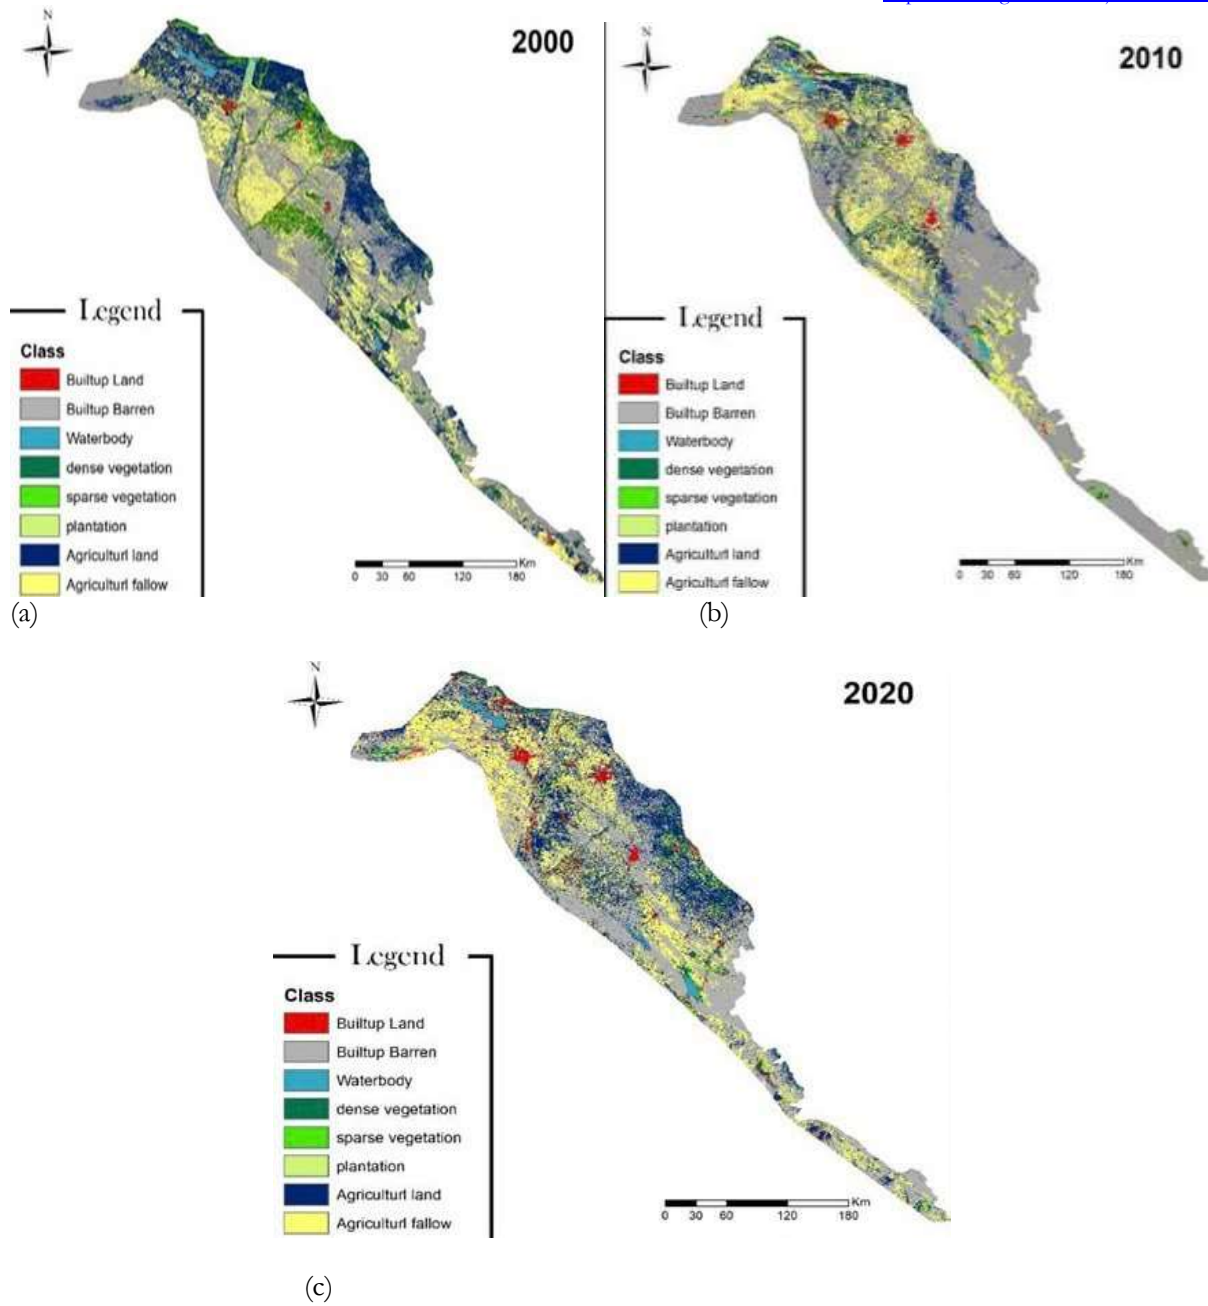 N
2000
Legend
Class
Builtup Land
Builtup Barren
Waterbody
dense vegetation
sparse vegetation
plantation
Agriculturl land
Agriculturl fallow
Km
0 30 60 120 180
(a)
N
2010
Legend
Class
Builtup Land
Builtup Barren
Waterbody
dense vegetation
sparse vegetation
plantation
Agriculturl land
Agriculturl fallow
Km
0 30 60 120 180
(b)
N
2020
Legend
Class
Builtup Land
Builtup Barren
Waterbody
dense vegetation
sparse vegetation
plantation
Agriculturl land
Agriculturl fallow
Km
0 30 60 120 180
(c)